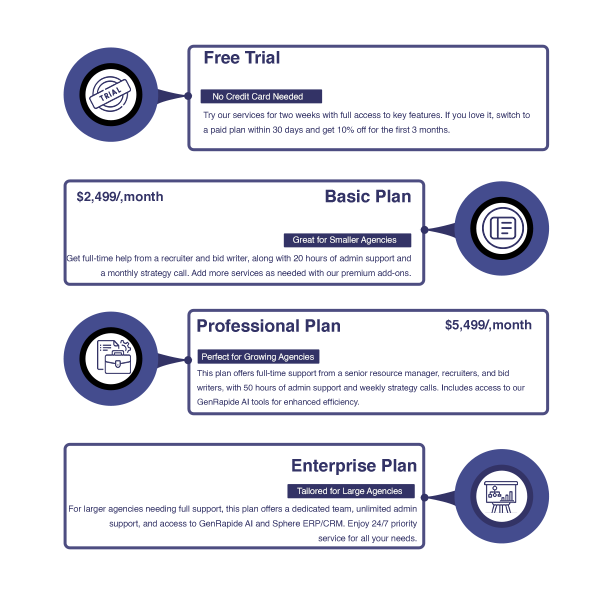 Free Trial
TRIAL
No Credit Card Needed
Try our services for two weeks with full access to key features. If you love it, switch to
a paid plan within 30 days and get 10% off for the first 3 months.
$2,499/,month
Basic Plan
Great for Smaller Agencies
Get full-time help from a recruiter and bid writer, along with 20 hours of admin support and
a monthly strategy call. Add more services as needed with our premium add-ons.
Professional Plan
$5,499/,month
Perfect for Growing Agencies
This plan offers full-time support from a senior resource manager, recruiters, and bid
writers, with 50 hours of admin support and weekly strategy calls. Includes access to our
GenRapide AI tools for enhanced efficiency.
Enterprise Plan
Tailored for Large Agencies
For larger agencies needing full support, this plan offers a dedicated team, unlimited admin
support, and access to GenRapide AI and Sphere ERP/CRM. Enjoy 24/7 priority
service for all your needs.